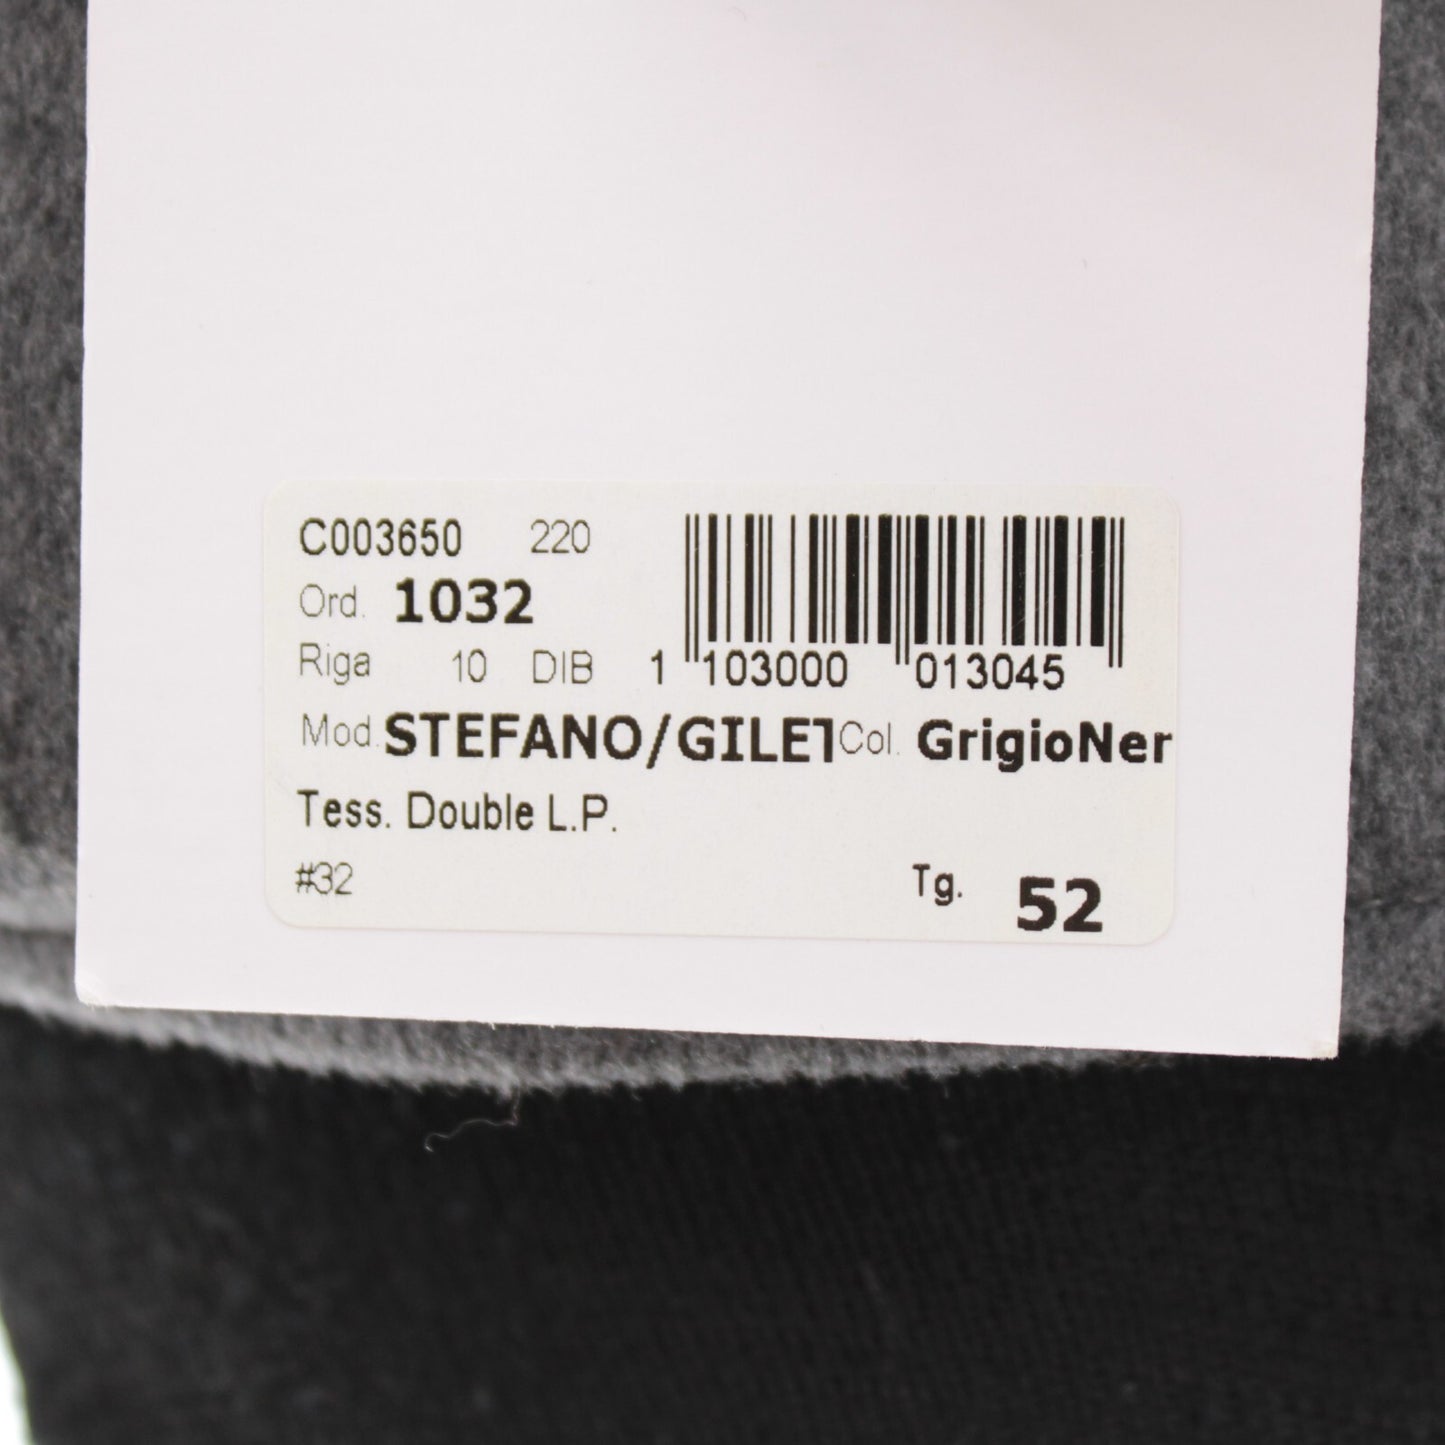 C003650 220
Ord. 1032
Riga 10 DIB 1 103000 013045
Mod. STEFANO/GILET Col. GrigioNer
Tess. Double L.P.
#32 Tg. 52